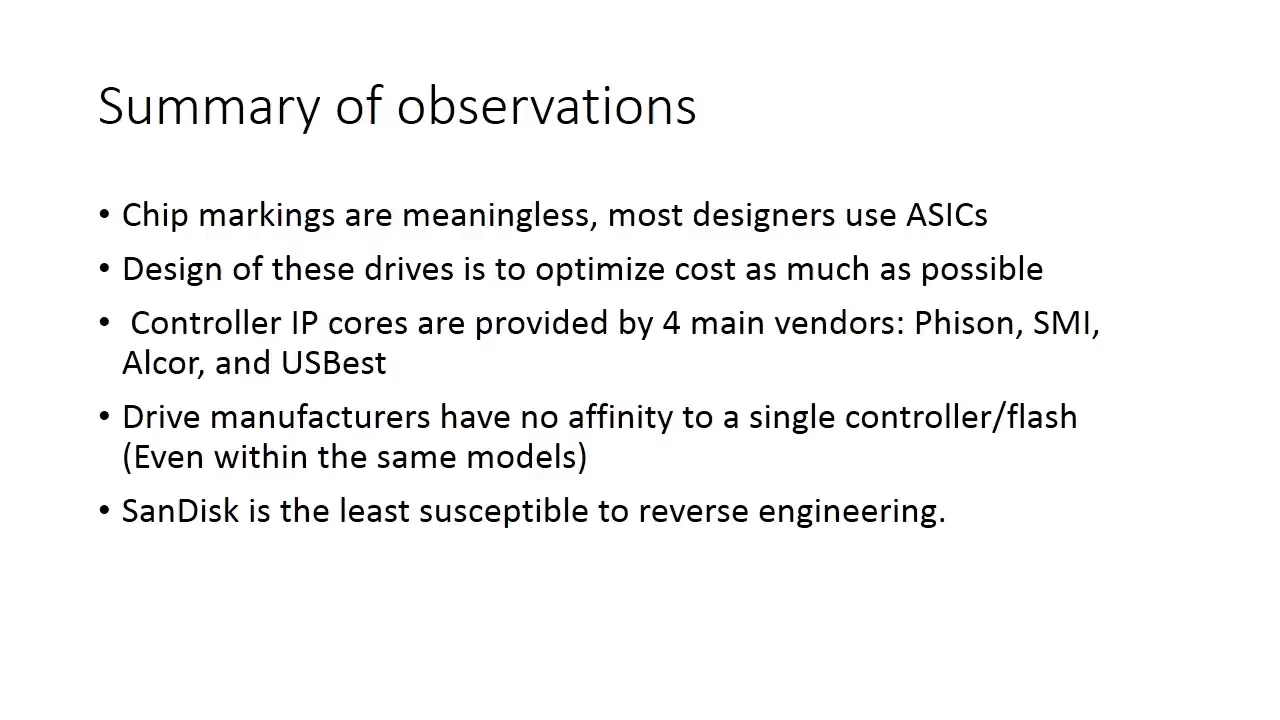 Summary of observations
• Chip markings are meaningless, most designers use ASICs
• Design of these drives is to optimize cost as much as possible
• Controller IP cores are provided by 4 main vendors: Phison, SMI,
Alcor, and USBest
• Drive manufacturers have no affinity to a single controller/flash
(Even within the same models)
• SanDisk is the least susceptible to reverse engineering.